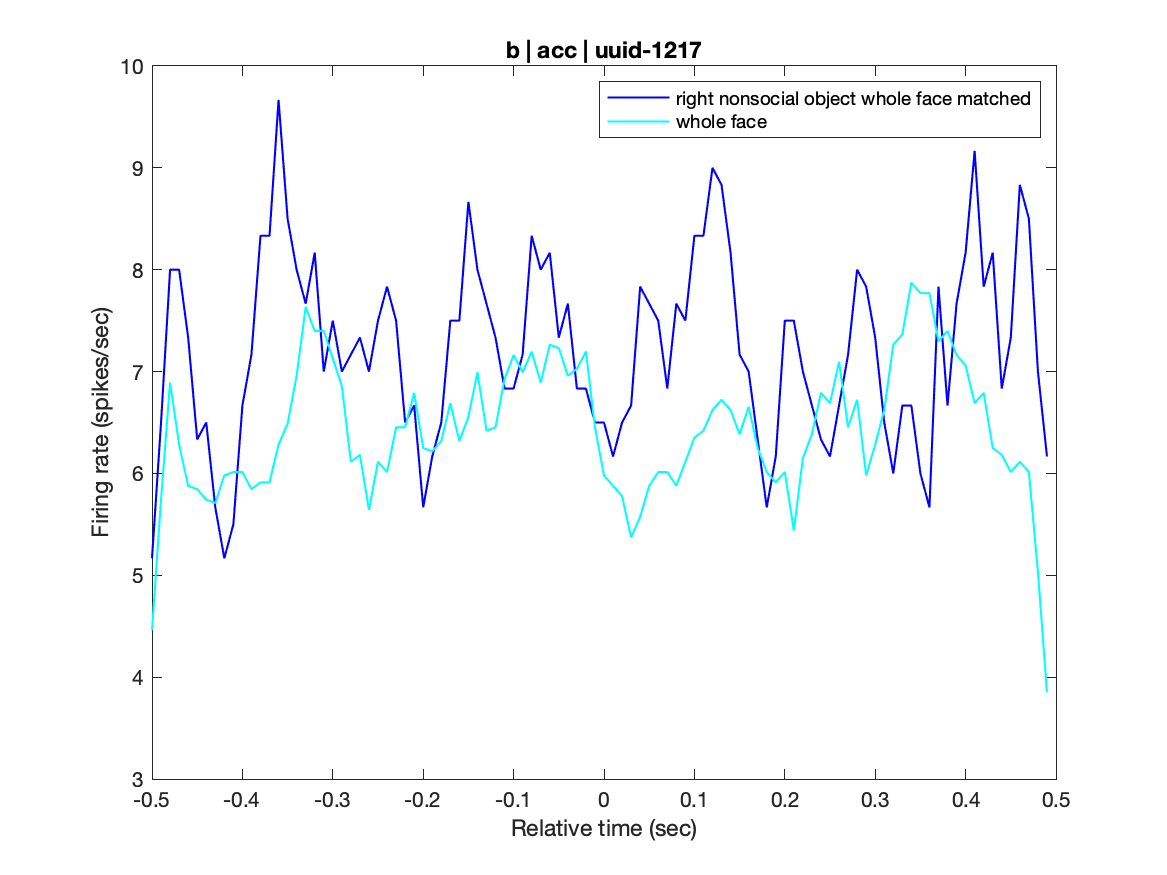 b | acc | uuid-1217
right nonsocial object whole face matched
whole face
10
9
8
7
6
5
4
3
Firing rate (spikes/sec)
-0.5 -0.4 -0.3 -0.2 -0.1 0 0.1 0.2 0.3 0.4 0.5
Relative time (sec)